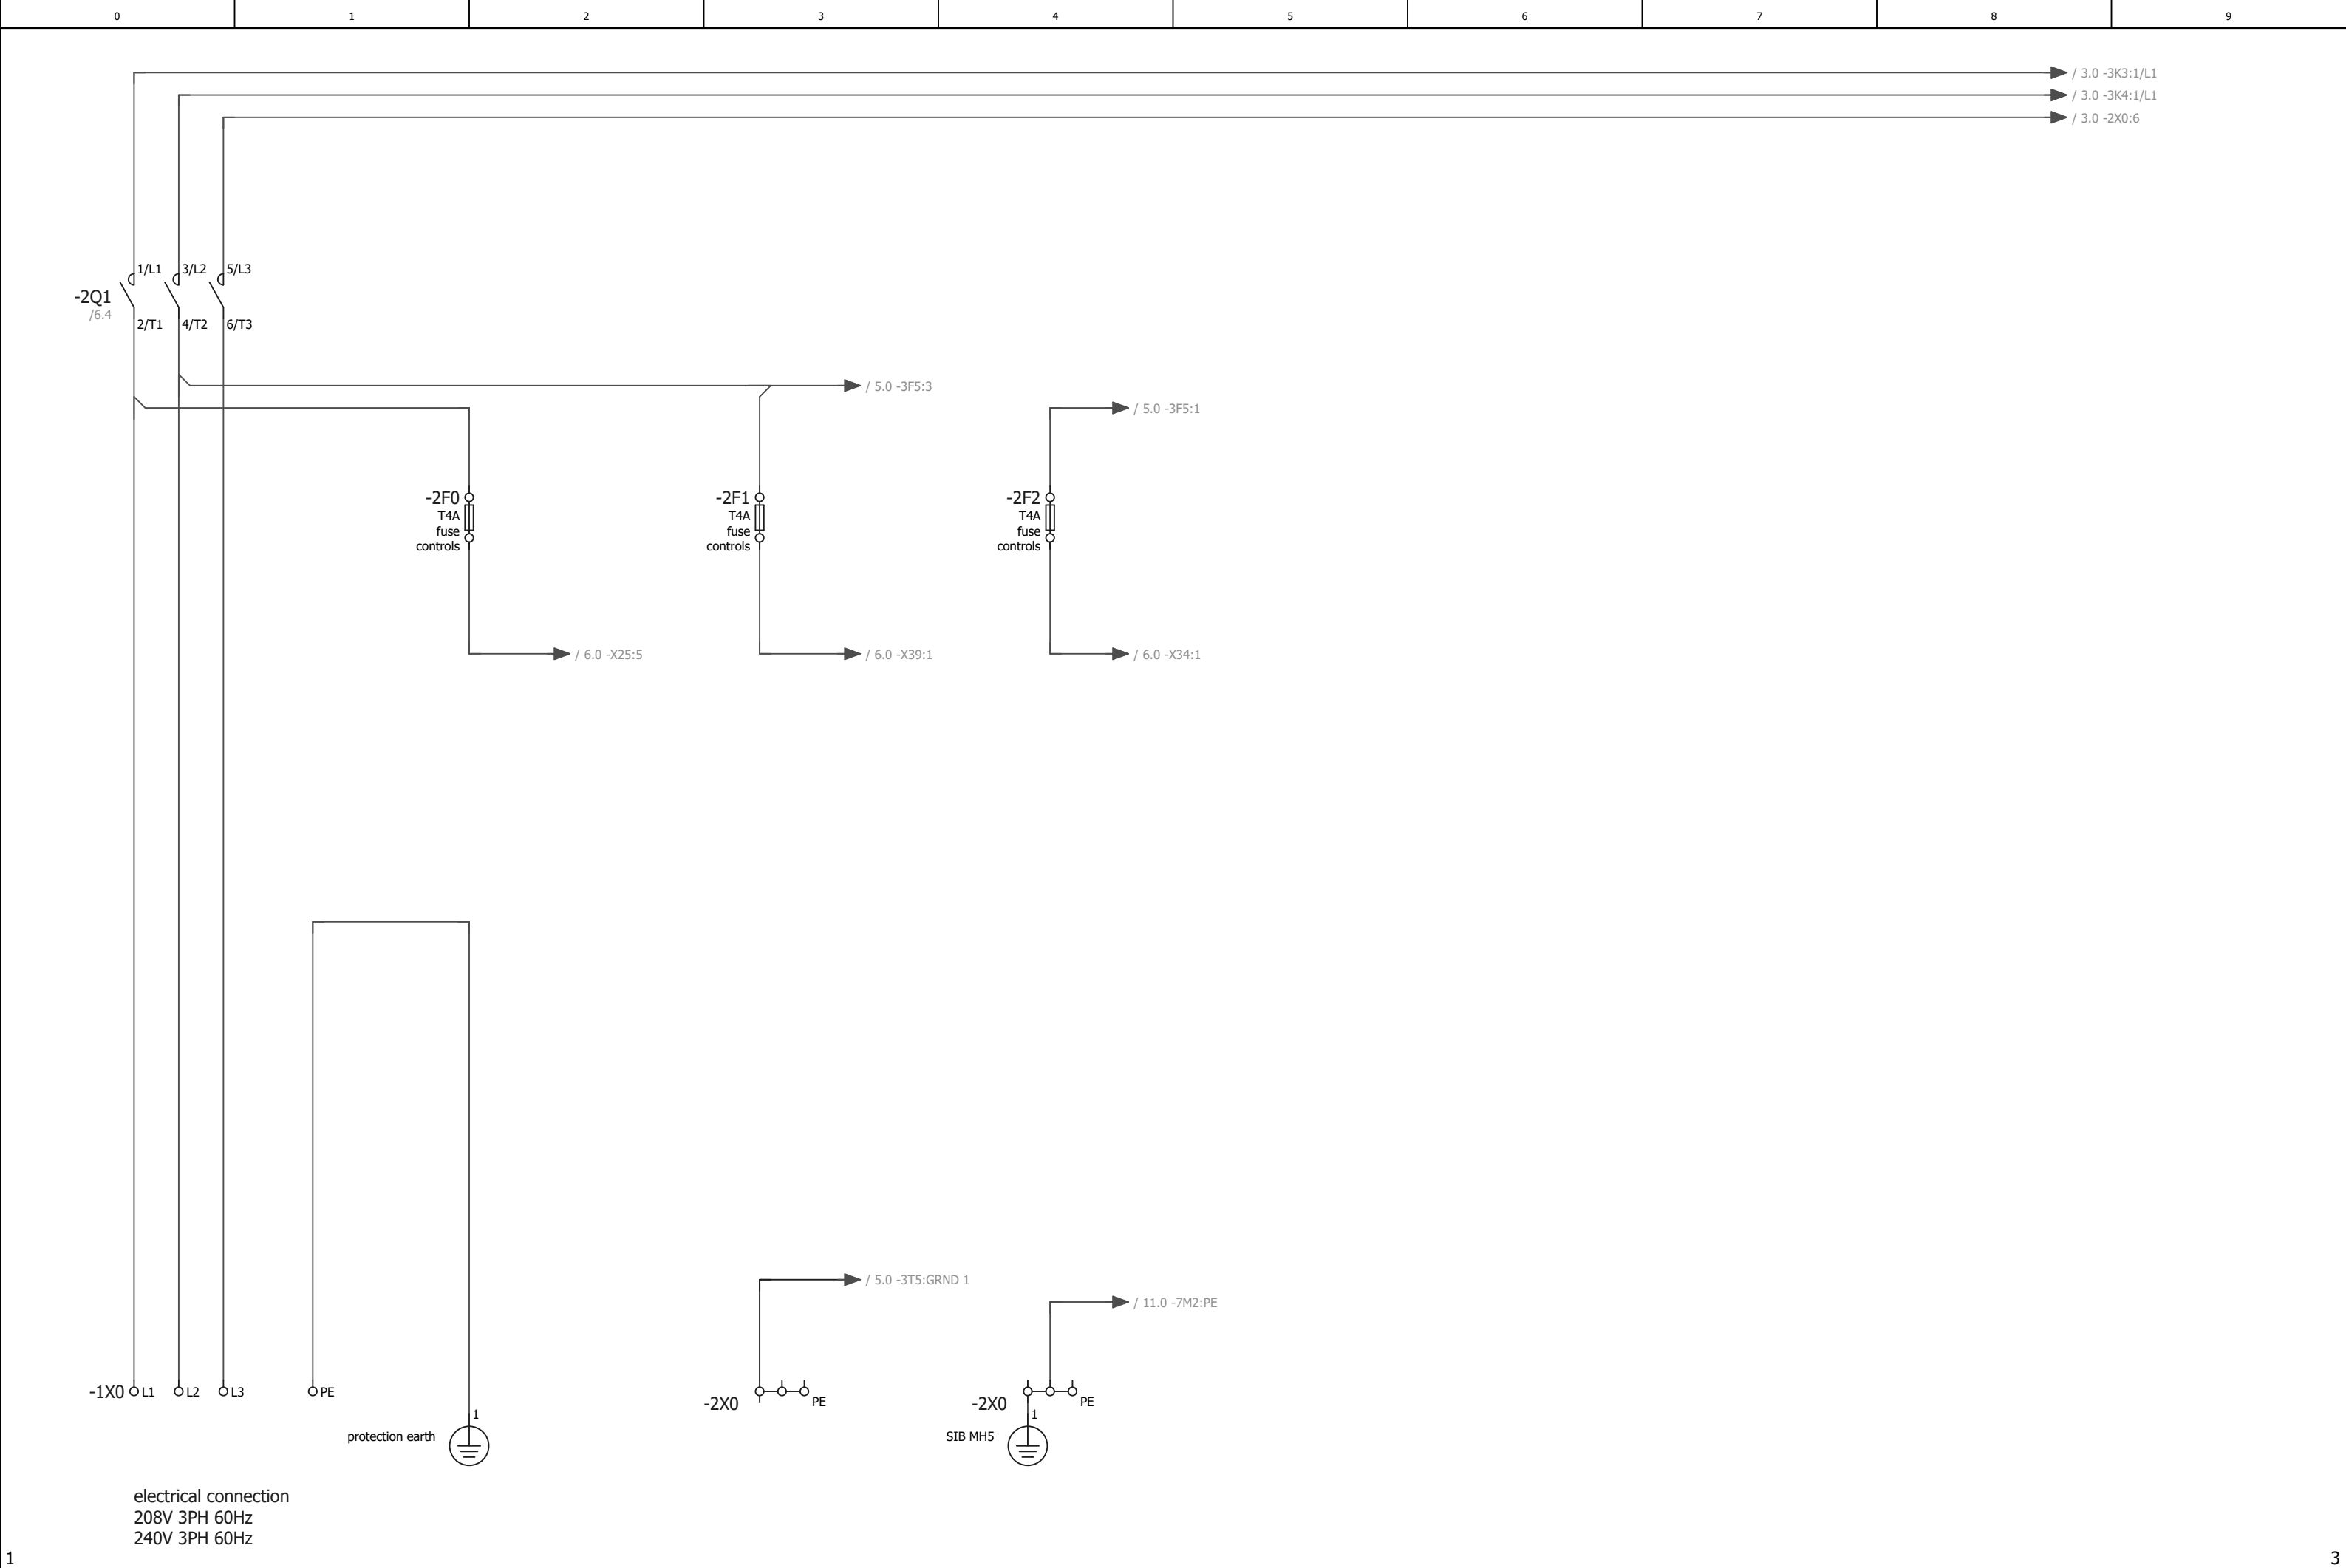 0 1 2 3 4 5 6 7 8 9
/ 3.0 -3K3:1/L1
/ 3.0 -3K4:1/L1
/ 3.0 -2X0:6
1/L1 3/L2 5/L3
-2Q1
/6.4
2/T1 4/T2 6/T3
/ 5.0 -3F5:3
/ 5.0 -3F5:1
-2F0 -2F1 -2F2
T4A T4A T4A
fuse fuse fuse
controls controls controls
/ 6.0 -X25:5 / 6.0 -X39:1 / 6.0 -X34:1
/ 5.0 -3T5:GRND 1
/ 11.0 -7M2:PE
-1X0 L1 L2 L3 PE
-2X0 PE -2X0 PE
1 1
protection earth SIB MH5
electrical connection
208V 3PH 60Hz
240V 3PH 60Hz
1 3